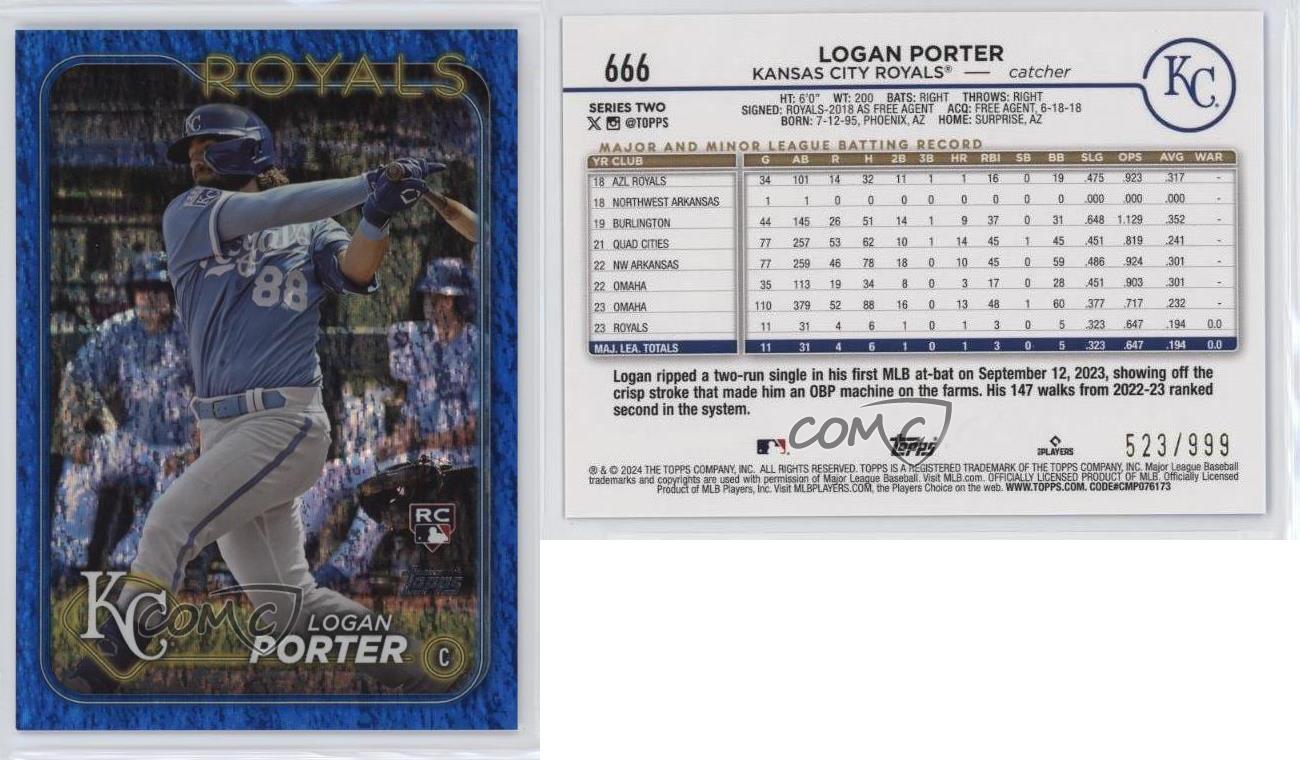 ROYALS
KC
Royals
88
RC
Topps
KC
COMC
LOGAN
PORTER
C
666
LOGAN PORTER
KANSAS CITY ROYALS® — catcher
KC
SERIES TWO
@TOPPS
HT: 6'0" WT: 200 BATS: RIGHT THROWS: RIGHT
SIGNED: ROYALS-2018 AS FREE AGENT ACQ: FREE AGENT, 6-18-18
BORN: 7-12-95, PHOENIX, AZ HOME: SURPRISE, AZ
MAJOR AND MINOR LEAGUE BATTING RECORD
YR CLUB G AB R H 2B 3B HR RBI SB BB SLG OPS AVG WAR
18 AZL ROYALS 34 101 14 32 11 1 1 16 0 19 .475 .923 .317 -
18 NORTHWEST ARKANSAS 1 1 0 0 0 0 0 0 0 0 .000 .000 .000 -
19 BURLINGTON 44 145 26 51 14 1 9 37 0 31 .648 1.129 .352 -
21 QUAD CITIES 77 257 53 62 10 1 14 45 1 45 .451 .819 .241 -
22 NW ARKANSAS 77 259 46 78 18 0 10 45 0 59 .486 .924 .301 -
22 OMAHA 35 113 19 34 8 0 3 17 0 28 .451 .903 .301 -
23 OMAHA 110 379 52 88 16 0 13 48 1 60 .377 .717 .232 -
23 ROYALS 11 31 4 6 1 0 1 3 0 5 .323 .647 .194 0.0
MAJ. LEA. TOTALS 11 31 4 6 1 0 1 3 0 5 .323 .647 .194 0.0
Logan ripped a two-run single in his first MLB at-bat on September 12, 2023, showing off the
crisp stroke that made him an OBP machine on the farms. His 147 walks from 2022-23 ranked
second in the system.
COMC
Topps
PLAYERS
523/999
® & © 2024 THE TOPPS COMPANY, INC. ALL RIGHTS RESERVED. TOPPS IS A REGISTERED TRADEMARK OF THE TOPPS COMPANY, INC. Major League Baseball
trademarks and copyrights are used with permission of Major League Baseball. Visit MLB.com. OFFICIALLY LICENSED PRODUCT OF MLB. Officially Licensed
Product of MLB Players, Inc. Visit MLBPLAYERS.COM, the Players Choice on the web. WWW.TOPPS.COM. CODE#CMP076173